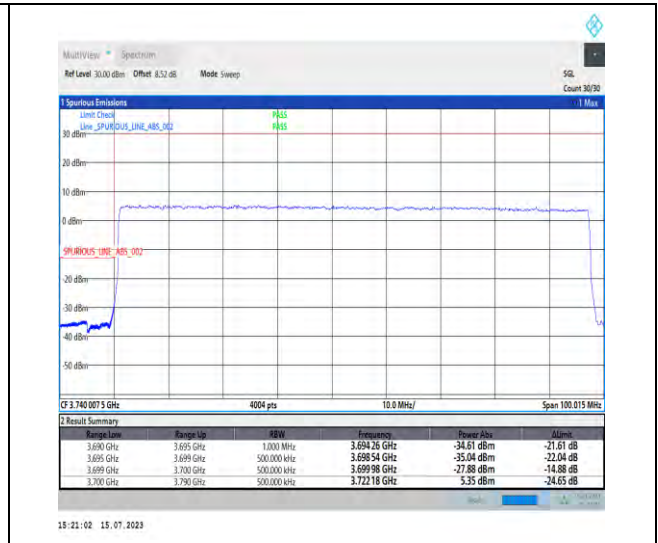 MultiView Spectrum
Ref Level 30.00 dBm Offset 8.52 dB Mode Sweep SGL
Count 30/30
1 Spurious Emissions 1 Max
Limit Check PASS
Line _SPURIOUS_LINE_ABS_002 PASS
30 dBm
20 dBm
10 dBm
0 dBm
_SPURIOUS_LINE_ABS_002
-20 dBm
-30 dBm
-40 dBm
-50 dBm
CF 3.740 007 5 GHz 4004 pts 10.0 MHz/ Span 100.015 MHz
2 Result Summary
Range Low Range Up RBW Frequency Power Abs ΔLimit
3.690 GHz 3.695 GHz 1.000 MHz 3.694 26 GHz -34.61 dBm -21.61 dB
3.695 GHz 3.699 GHz 500.000 kHz 3.698 54 GHz -35.04 dBm -22.04 dB
3.699 GHz 3.700 GHz 500.000 kHz 3.699 98 GHz -27.88 dBm -14.88 dB
3.700 GHz 3.790 GHz 500.000 kHz 3.722 18 GHz 5.35 dBm -24.65 dB
15:21:02 15.07.2023